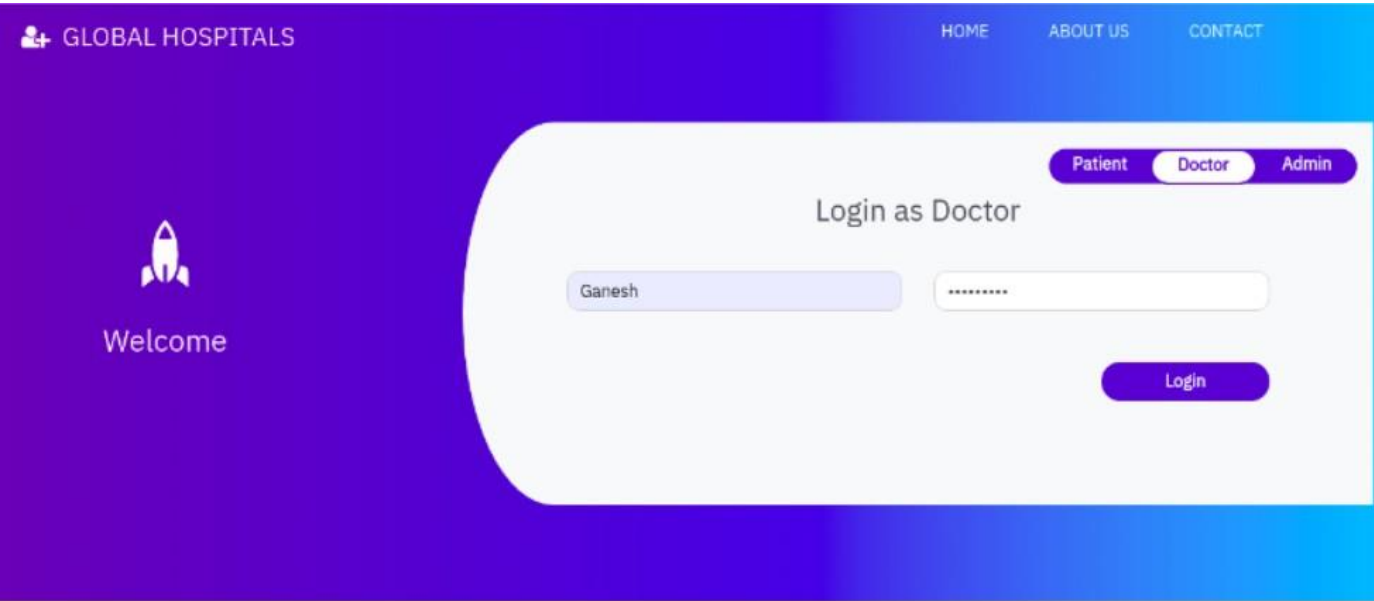 GLOBAL HOSPITALS
HOME ABOUT US CONTACT
Patient Doctor Admin
Login as Doctor
Ganesh •••••••••
Welcome
Login